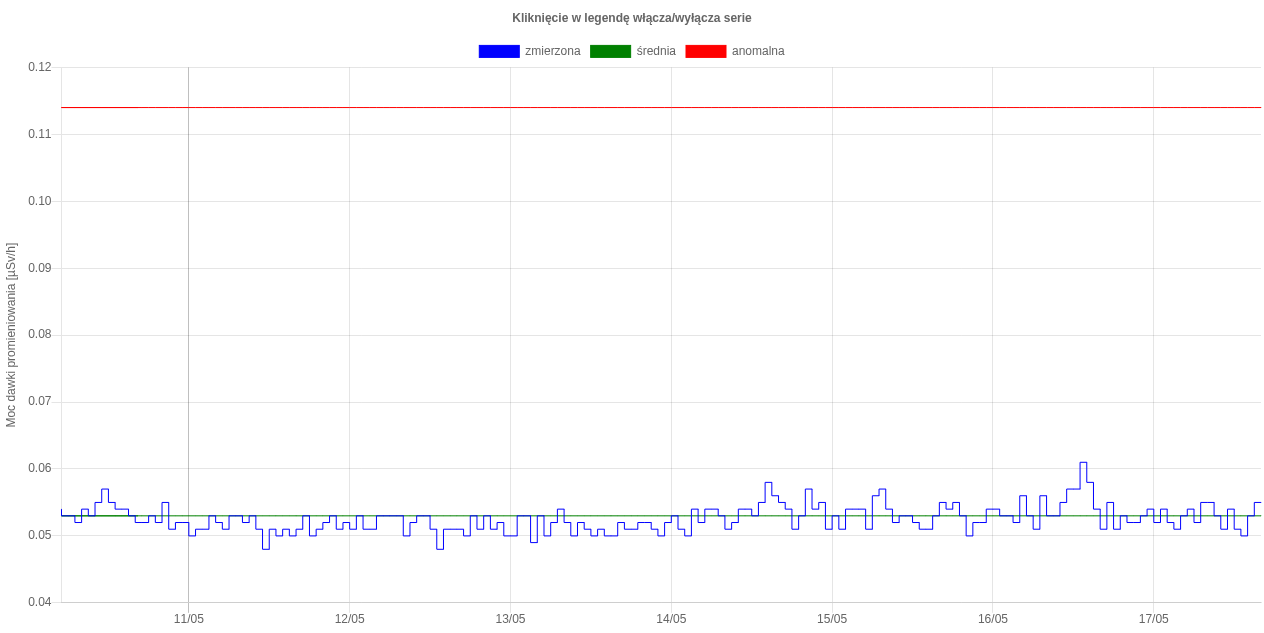 Kliknięcie w legendę włącza/wyłącza serie
zmierzona średnia anomalna
Moc dawki promieniowania [µSv/h]
0.12
0.11
0.10
0.09
0.08
0.07
0.06
0.05
0.04
11/05 12/05 13/05 14/05 15/05 16/05 17/05